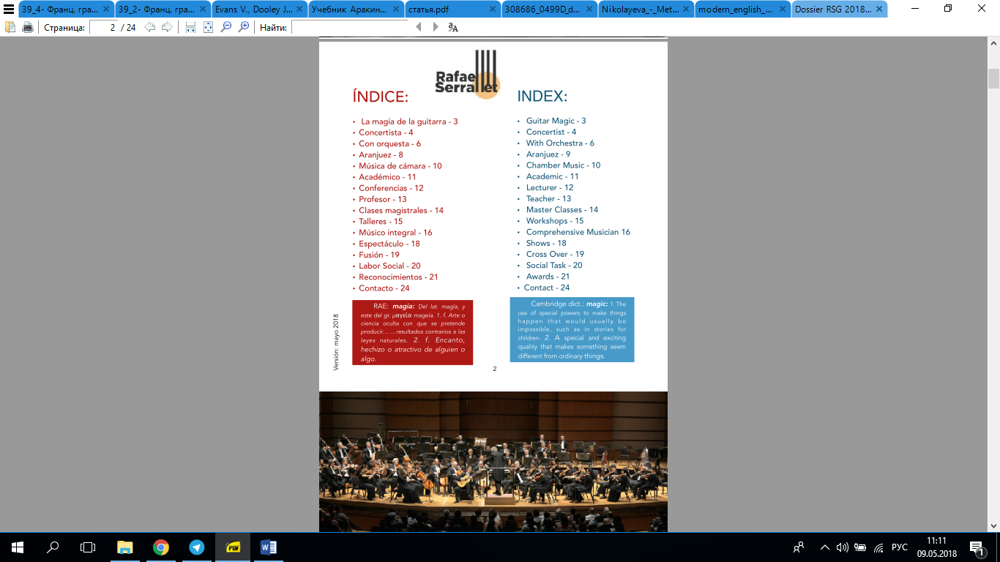 39_4- Франц. гра...
39_2- Франц. гра...
Evans V., Dooley J...
Учебник Аракин...
статья.pdf
308686_0499D_d...
Nikolayeva_-_Met...
modern_english_...
Dossier RSG 2018...
Страница: 2 / 24
Найти:
Rafael
Serrallet
ÍNDICE:
• La magia de la guitarra - 3
• Concertista - 4
• Con orquesta - 6
• Aranjuez - 8
• Música de cámara - 10
• Académico - 11
• Conferencias - 12
• Profesor - 13
• Clases magistrales - 14
• Talleres - 15
• Músico integral - 16
• Espectáculo - 18
• Fusión - 19
• Labor Social - 20
• Reconocimientos - 21
• Contacto - 24
RAE: magia: Del lat. magīa, y
este del gr. μαγεία mageía. 1. f. Arte o
ciencia oculta con que se pretende
producir... ...resultados contrarios a las
leyes naturales. 2. f. Encanto,
hechizo o atractivo de alguien o
algo.
Versión: mayo 2018
INDEX:
• Guitar Magic - 3
• Concertist - 4
• With Orchestra - 6
• Aranjuez - 9
• Chamber Music - 10
• Academic - 11
• Lecturer - 12
• Teacher - 13
• Master Classes - 14
• Workshops - 15
• Comprehensive Musician 16
• Shows - 18
• Cross Over - 19
• Social Task - 20
• Awards - 21
• Contact - 24
Cambridge dict.: magic: 1. The
use of special powers to make things
happen that would usually be
impossible, such as in stories for
children. 2. A special and exciting
quality that makes something seem
different from ordinary things.
2
PDF
РУС
11:11
09.05.2018
1